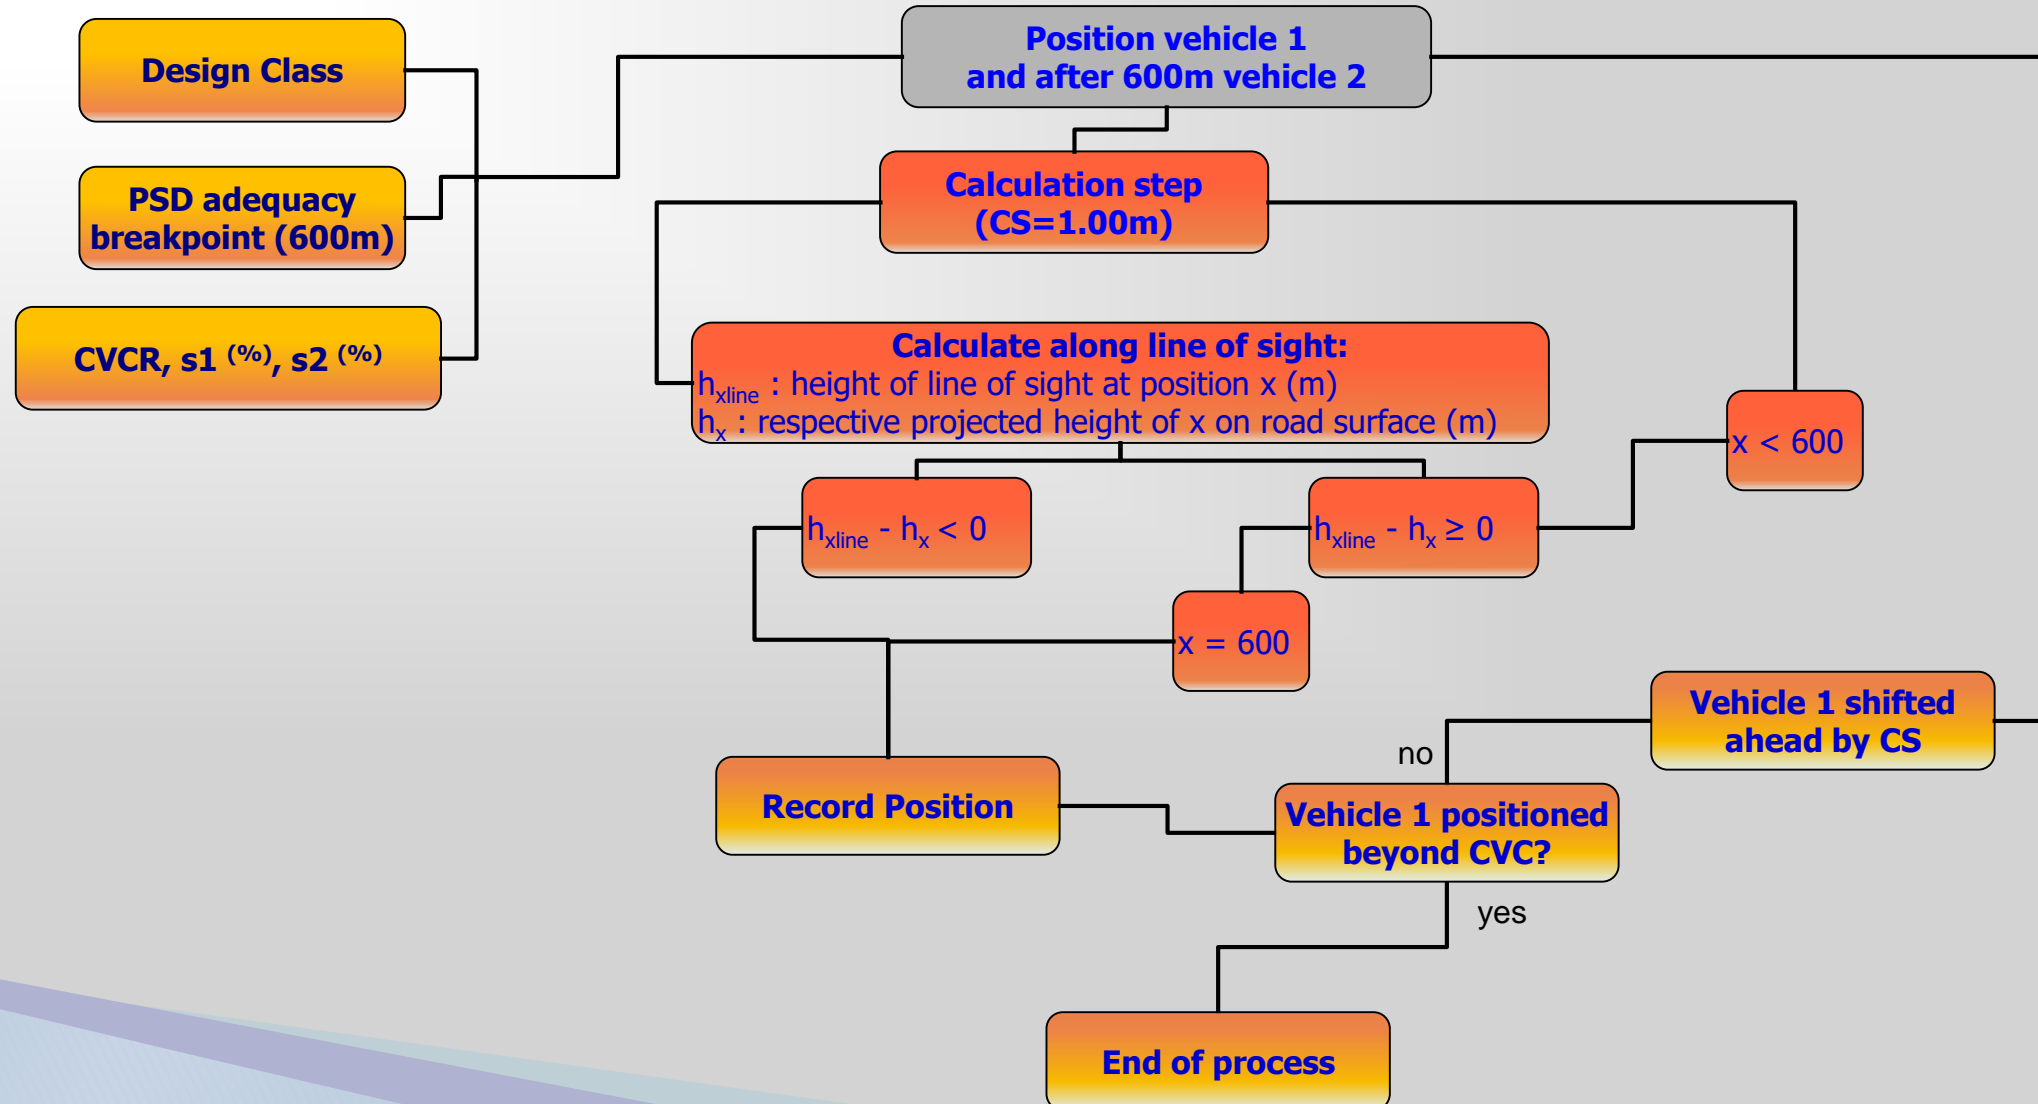 Design Class
PSD adequacy
breakpoint (600m)
CVCR, s1 (%), s2 (%)
Position vehicle 1
and after 600m vehicle 2
Calculation step
(CS=1.00m)
Calculate along line of sight:
hxline : height of line of sight at position x (m)
hx : respective projected height of x on road surface (m)
x < 600
hxline - hx < 0
hxline - hx ≥ 0
x = 600
Vehicle 1 shifted
ahead by CS
no
Record Position
Vehicle 1 positioned
beyond CVC?
yes
End of process